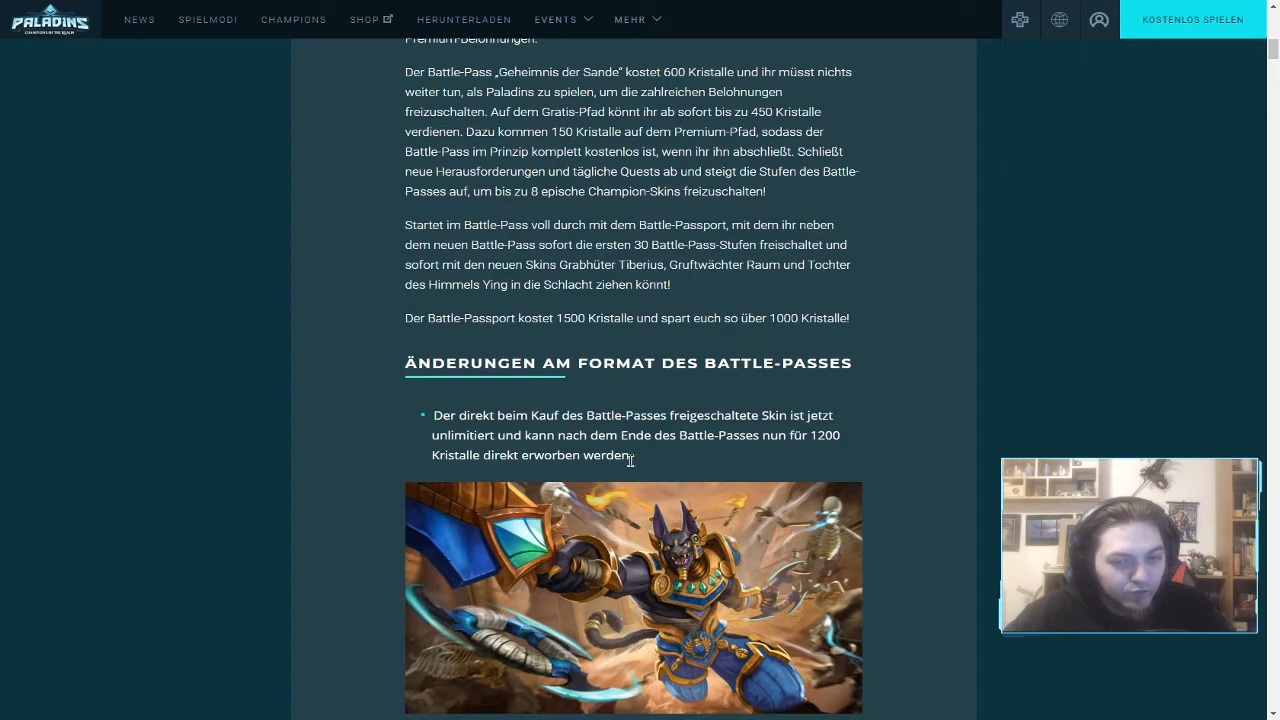 PALADINS
CHAMPIONS OF THE REALM
NEWS SPIELMODI CHAMPIONS SHOP HERUNTERLADEN EVENTS MEHR KOSTENLOS SPIELEN
Premium-Belohnungen.
Der Battle-Pass „Geheimnis der Sande“ kostet 600 Kristalle und ihr müsst nichts
weiter tun, als Paladins zu spielen, um die zahlreichen Belohnungen
freizuschalten. Auf dem Gratis-Pfad könnt ihr ab sofort bis zu 450 Kristalle
verdienen. Dazu kommen 150 Kristalle auf dem Premium-Pfad, sodass der
Battle-Pass im Prinzip komplett kostenlos ist, wenn ihr ihn abschließt. Schließt
neue Herausforderungen und tägliche Quests ab und steigt die Stufen des Battle-
Passes auf, um bis zu 8 epische Champion-Skins freizuschalten!
Startet im Battle-Pass voll durch mit dem Battle-Passport, mit dem ihr neben
dem neuen Battle-Pass sofort die ersten 30 Battle-Pass-Stufen freischaltet und
sofort mit den neuen Skins Grabhüter Tiberius, Gruftwächter Raum und Tochter
des Himmels Ying in die Schlacht ziehen könnt!
Der Battle-Passport kostet 1500 Kristalle und spart euch so über 1000 Kristalle!
ÄNDERUNGEN AM FORMAT DES BATTLE-PASSES
• Der direkt beim Kauf des Battle-Passes freigeschaltete Skin ist jetzt
unlimitiert und kann nach dem Ende des Battle-Passes nun für 1200
Kristalle direkt erworben werden.